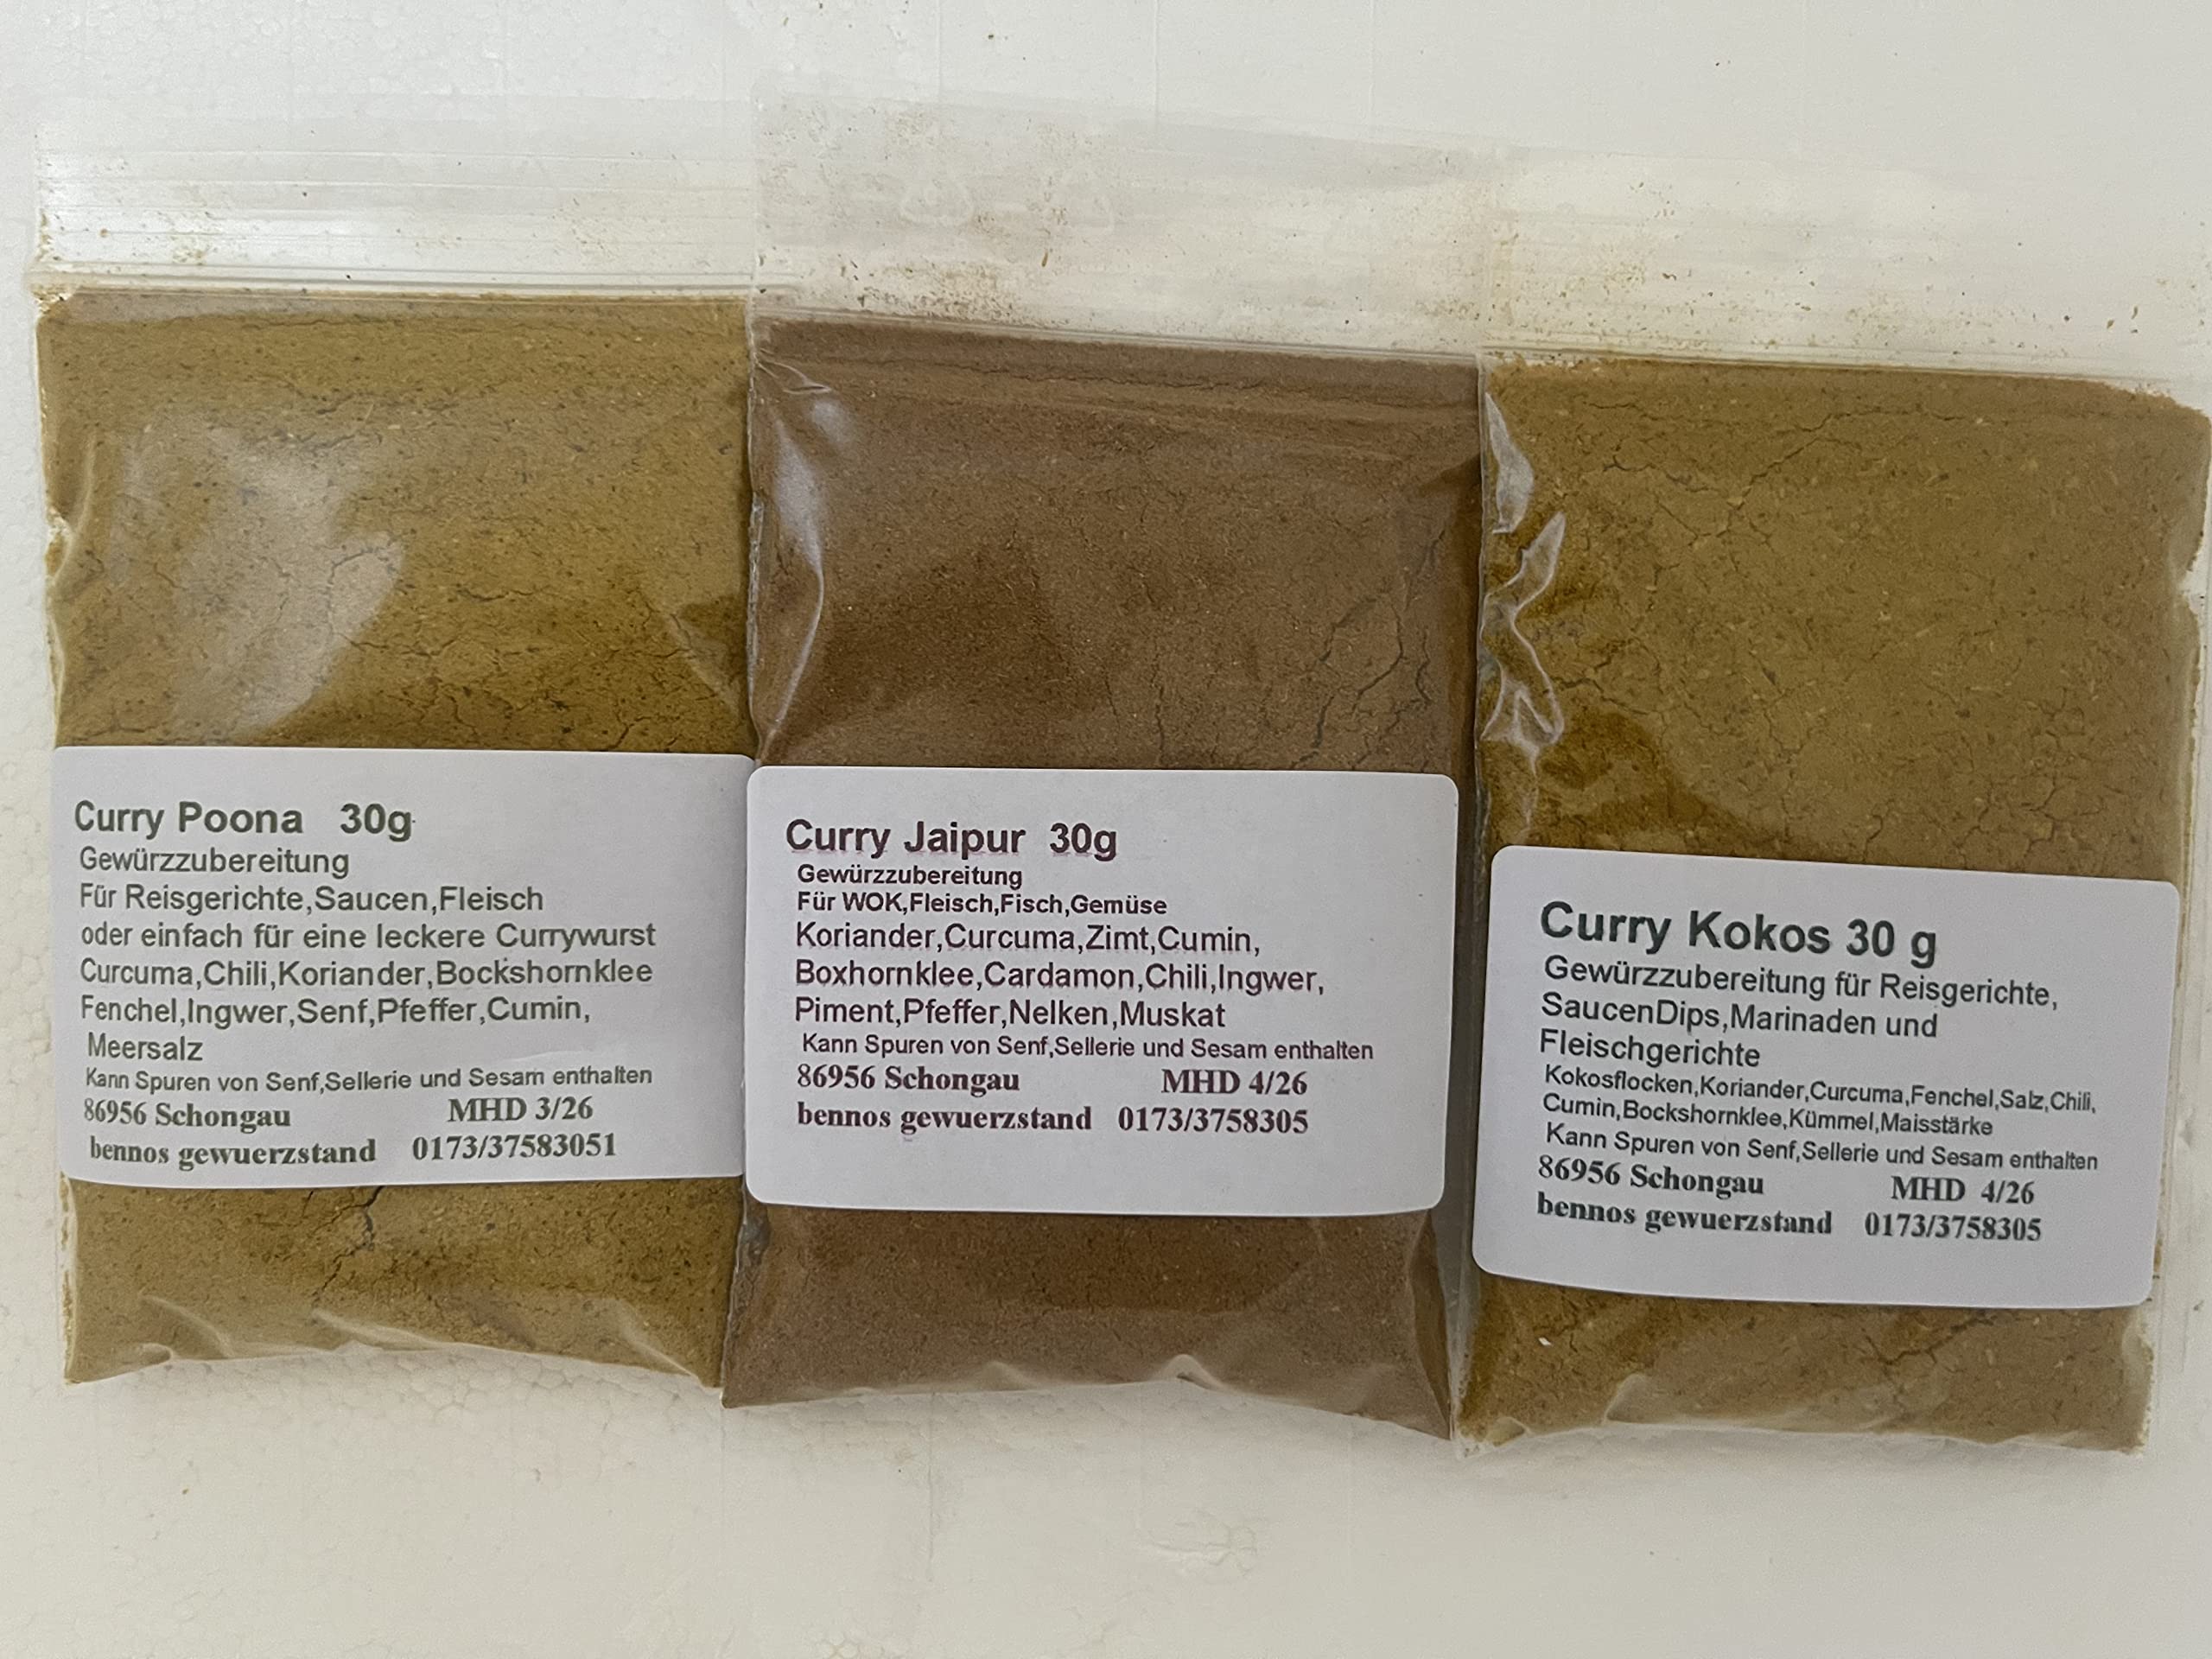 Curry Poona 30g
Gewürzzubereitung
Für Reisgerichte,Saucen,Fleisch
oder einfach für eine leckere Currywurst
Curcuma,Chili,Koriander,Bockshornklee
Fenchel,Ingwer,Senf,Pfeffer,Cumin,
Meersalz
Kann Spuren von Senf,Sellerie und Sesam enthalten
86956 Schongau MHD 3/26
bennos gewuerzstand 0173/37583051
Curry Jaipur 30g
Gewürzzubereitung
Für WOK,Fleisch,Fisch,Gemüse
Koriander,Curcuma,Zimt,Cumin,
Boxhornklee,Cardamon,Chili,Ingwer,
Piment,Pfeffer,Nelken,Muskat
Kann Spuren von Senf,Sellerie und Sesam enthalten
86956 Schongau MHD 4/26
bennos gewuerzstand 0173/3758305
Curry Kokos 30 g
Gewürzzubereitung für Reisgerichte,
SaucenDips,Marinaden und
Fleischgerichte
Kokosflocken,Koriander,Curcuma,Fenchel,Salz,Chili,
Cumin,Bockshornklee,Kümmel,Maisstärke
Kann Spuren von Senf,Sellerie und Sesam enthalten
86956 Schongau MHD 4/26
bennos gewuerzstand 0173/3758305